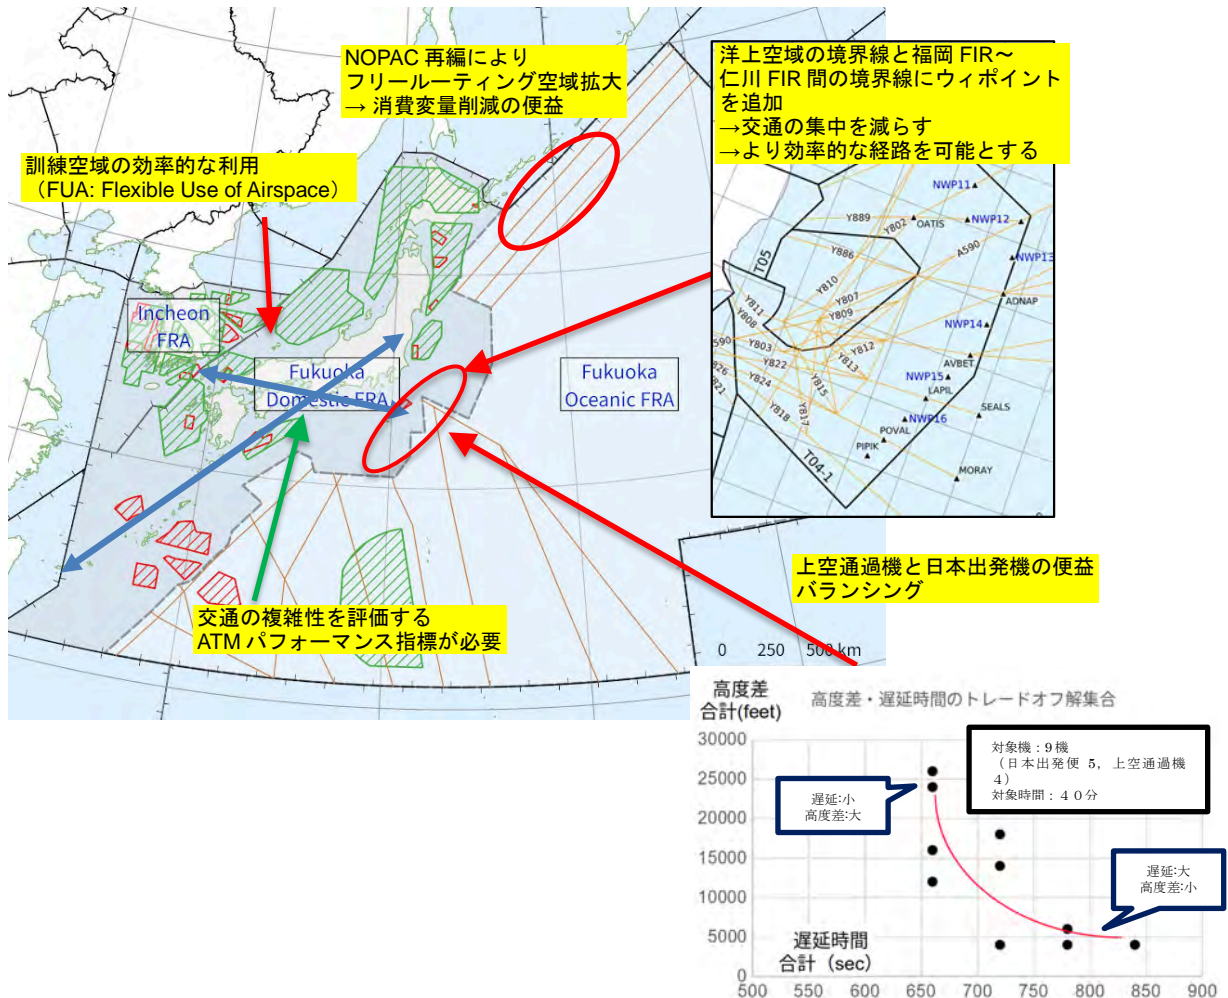 NOPAC 再編により
フリールーティング空域拡大
→ 消費変量削減の便益
訓練空域の効率的な利用
（FUA: Flexible Use of Airspace）
洋上空域の境界線と福岡 FIR～
仁川 FIR 間の境界線にウィポイント
を追加
→交通の集中を減らす
→より効率的な経路を可能とする
NWP11
Y889
Y802
OATIS
NWP12
T05
Y886
A590
NWP13
Y810
Y811
Y807
ADNAP
Y808
Y809
NWP14
590
Y803
Y812
Y822
Y813
AVBET
826
Y824
NWP15
821
Y815
LAPIL
Y818
Y817
NWP16
SEALS
POVAL
PIPIK
T04-1
MORAY
Incheon
FRA
Fukuoka
Domestic FRA
Fukuoka
Oceanic FRA
上空通過機と日本出発機の便益
バランシング
交通の複雑性を評価する
ATM パフォーマンス指標が必要
0 250 500 km
高度差
合計(feet)
高度差・遅延時間のトレードオフ解集合
30000
25000
20000
15000
10000
5000
0
対象機：9機
（日本出発便 5，上空通過機
4）
対象時間：４０分
遅延:小
高度差:大
遅延:大
高度差:小
遅延時間
合計（sec）
500 550 600 650 700 750 800 850 900